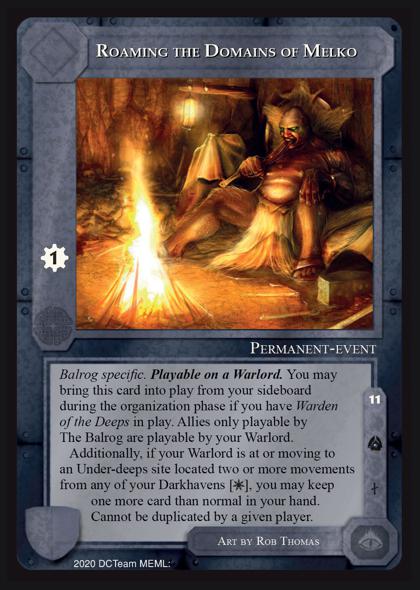 ROAMING THE DOMAINS OF MELKO
1
PERMANENT-EVENT
Balrog specific. Playable on a Warlord. You may
bring this card into play from your sideboard
during the organization phase if you have Warden
of the Deeps in play. Allies only playable by
The Balrog are playable by your Warlord.
Additionally, if your Warlord is at or moving to
an Under-deeps site located two or more movements
from any of your Darkhavens [☀], you may keep
one more card than normal in your hand.
Cannot be duplicated by a given player.
11
ART BY ROB THOMAS
2020 DCTeam MEML: